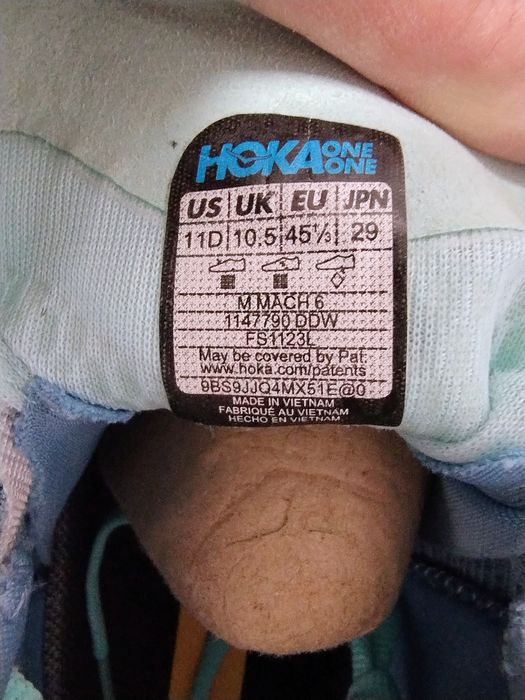 HOKA ONE ONE
US UK EU JPN
11D 10.5 45⅓ 29
M MACH 6
1147790 DDW
FS1123L
May be covered by Pat:
www.hoka.com/patents
9BS9JJQ4MX51E@0
MADE IN VIETNAM
FABRIQUÉ AU VIETNAM
HECHO EN VIETNAM